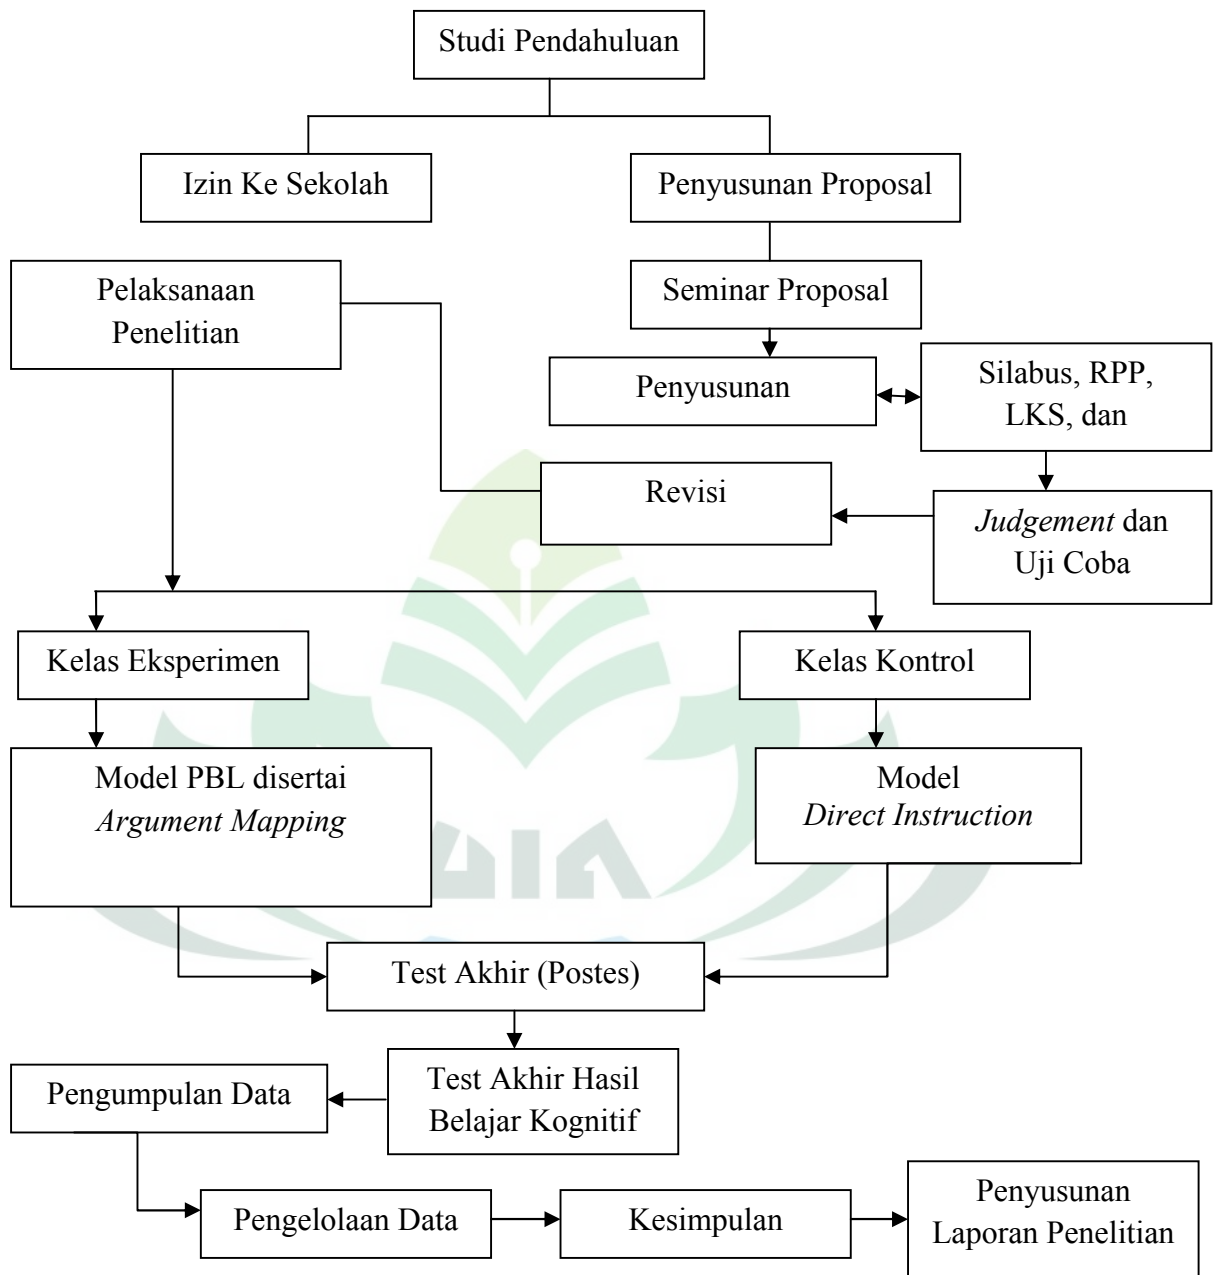 Studi Pendahuluan
Izin Ke Sekolah
Penyusunan Proposal
Seminar Proposal
Pelaksanaan
Penelitian
Penyusunan
Silabus, RPP,
LKS, dan
Revisi
Judgement dan
Uji Coba
Kelas Eksperimen
Kelas Kontrol
Model PBL disertai
Argument Mapping
Model
Direct Instruction
UIN
Test Akhir (Postes)
Test Akhir Hasil
Belajar Kognitif
Pengumpulan Data
Pengelolaan Data
Kesimpulan
Penyusunan
Laporan Penelitian